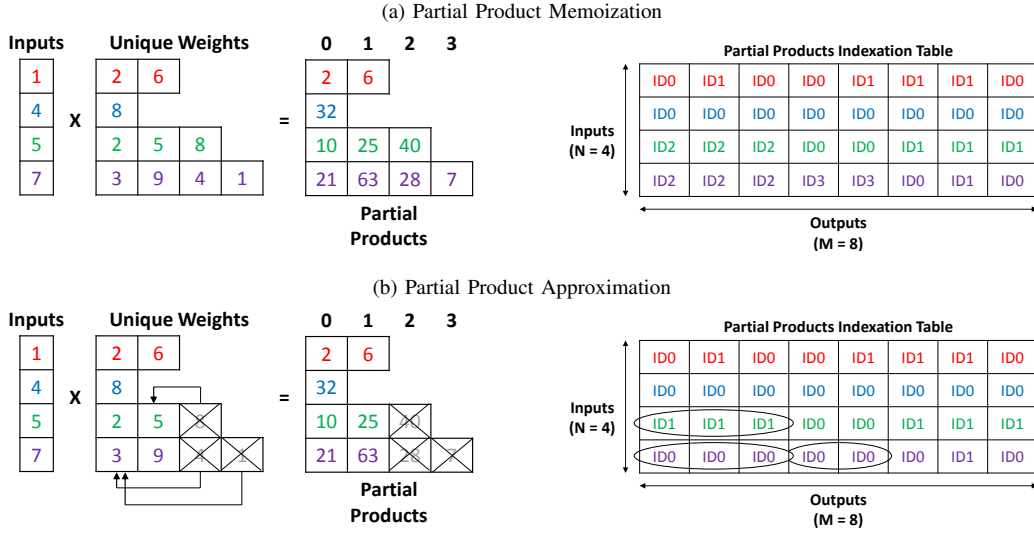 (a) Partial Product Memoization
Inputs Unique Weights 0 1 2 3
Partial Products Indexation Table
1 2 6 2 6 ID0 ID1 ID0 ID0 ID1 ID1 ID1 ID0
4 X 8 = 32 ID0 ID0 ID0 ID0 ID0 ID0 ID0 ID0
Inputs
(N = 4)
5 2 5 8 10 25 40 ID2 ID2 ID2 ID0 ID0 ID1 ID1 ID1
7 3 9 4 1 21 63 28 7 ID2 ID2 ID2 ID3 ID3 ID0 ID1 ID0
Partial
Products
Outputs
(M = 8)
(b) Partial Product Approximation
Inputs Unique Weights 0 1 2 3
Partial Products Indexation Table
1 2 6 2 6 ID0 ID1 ID0 ID0 ID1 ID1 ID1 ID0
4 X 8 = 32 ID0 ID0 ID0 ID0 ID0 ID0 ID0 ID0
Inputs
(N = 4)
5 2 5 8 10 25 40 ID1 ID1 ID1 ID0 ID0 ID1 ID1 ID1
7 3 9 4 1 21 63 28 7 ID0 ID0 ID0 ID0 ID0 ID0 ID1 ID0
Partial
Products
Outputs
(M = 8)